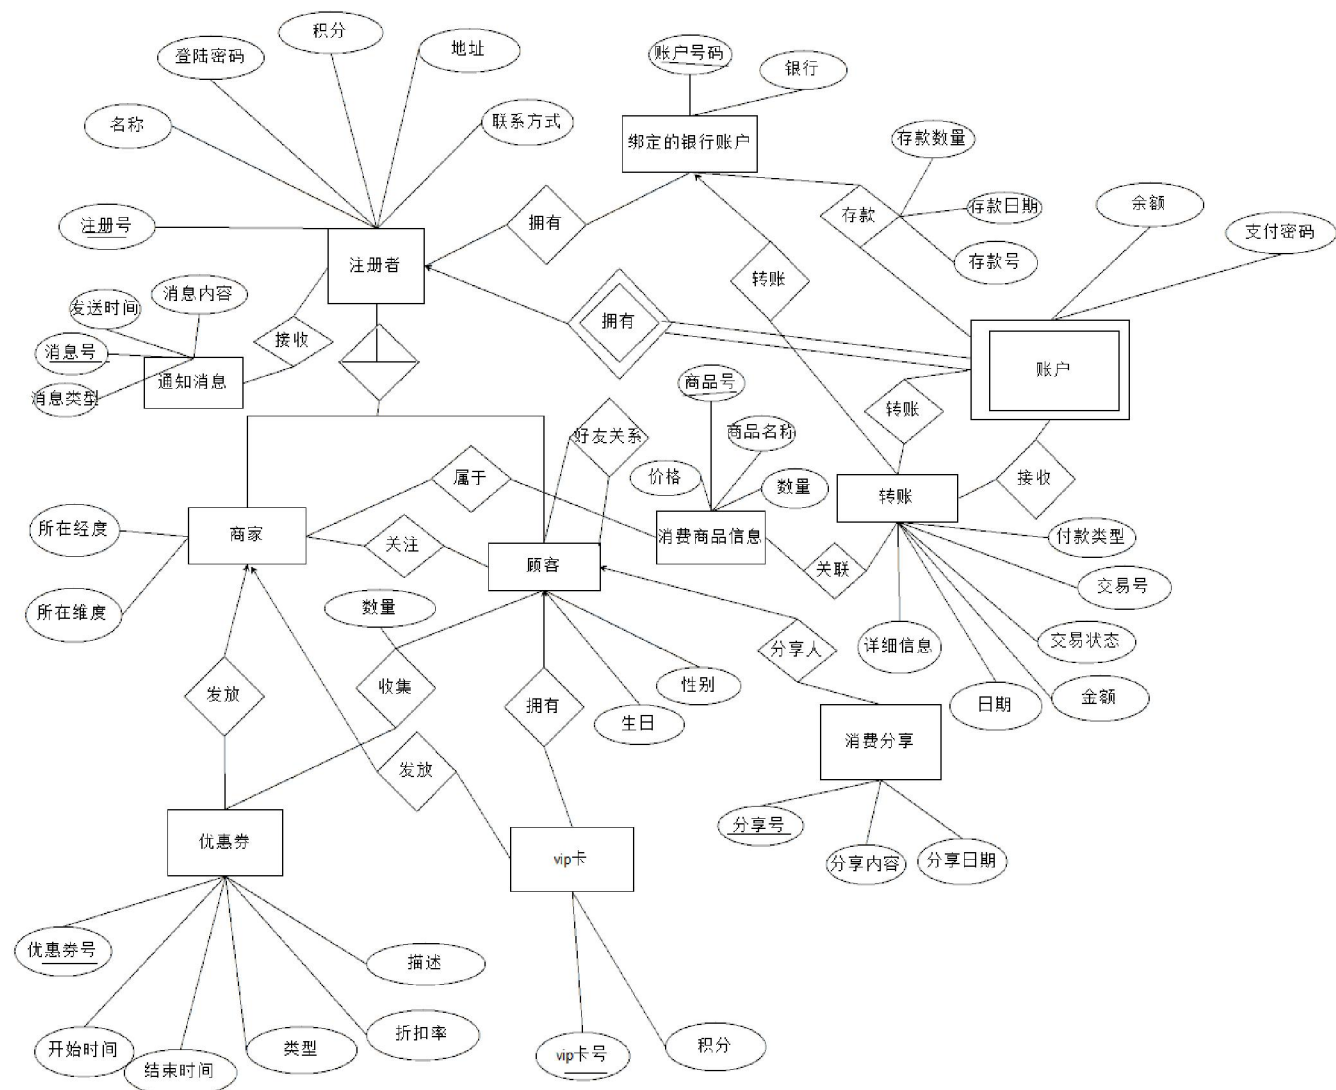 积分
登陆密码
地址
账户号码
银行
名称
联系方式
绑定的银行账户
存款数量
注册号
拥有
存款
存款日期
余额
支付密码
注册者
转账
存款号
消息内容
发送时间
接收
拥有
消息号
通知消息
账户
消息类型
商品号
转账
好友关系
商品名称
属于
价格
数量
接收
转账
所在经度
商家
关注
消费商品信息
付款类型
顾客
关联
交易号
所在维度
数量
分享人
详细信息
交易状态
发放
收集
拥有
性别
生日
日期
金额
消费分享
发放
优惠券
分享号
vip卡
分享内容
分享日期
优惠券号
描述
开始时间
结束时间
类型
折扣率
vip卡号
积分